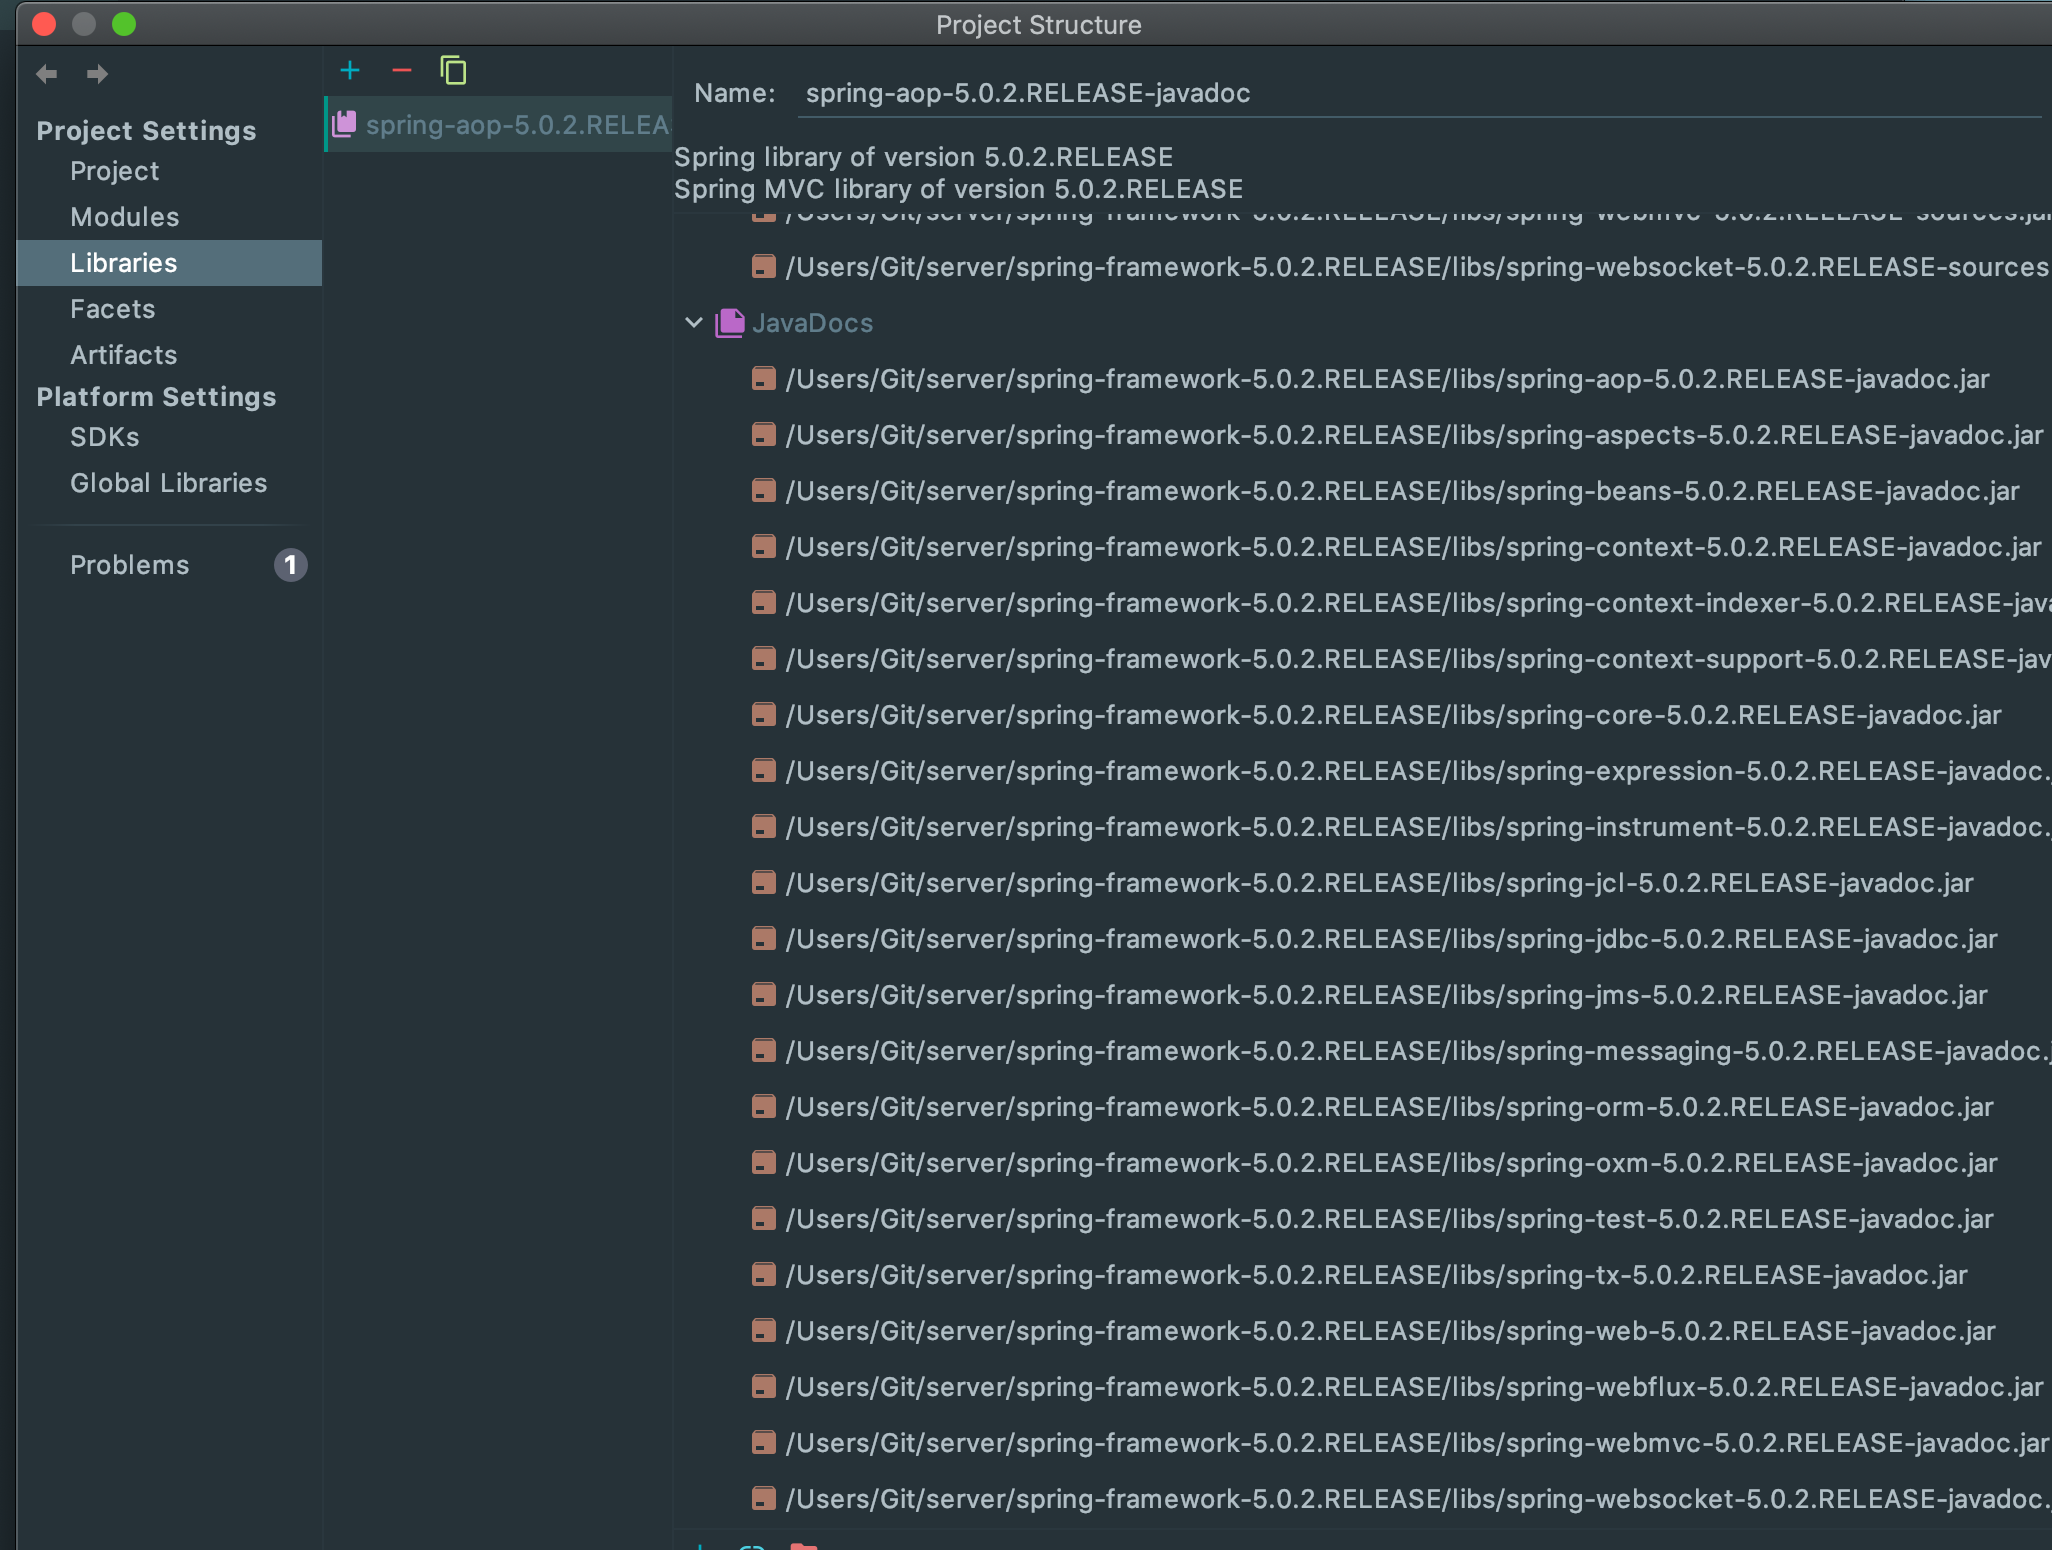 Project Structure
Project Settings
Project
Modules
Libraries
Facets
Artifacts
Platform Settings
SDKs
Global Libraries
Problems 1
spring-aop-5.0.2.RELEA
Name: spring-aop-5.0.2.RELEASE-javadoc
Spring library of version 5.0.2.RELEASE
Spring MVC library of version 5.0.2.RELEASE
/Users/Git/server/spring-framework-5.0.2.RELEASE/libs/spring-webmvc-5.0.2.RELEASE-sources.jar
/Users/Git/server/spring-framework-5.0.2.RELEASE/libs/spring-websocket-5.0.2.RELEASE-sources
JavaDocs
/Users/Git/server/spring-framework-5.0.2.RELEASE/libs/spring-aop-5.0.2.RELEASE-javadoc.jar
/Users/Git/server/spring-framework-5.0.2.RELEASE/libs/spring-aspects-5.0.2.RELEASE-javadoc.jar
/Users/Git/server/spring-framework-5.0.2.RELEASE/libs/spring-beans-5.0.2.RELEASE-javadoc.jar
/Users/Git/server/spring-framework-5.0.2.RELEASE/libs/spring-context-5.0.2.RELEASE-javadoc.jar
/Users/Git/server/spring-framework-5.0.2.RELEASE/libs/spring-context-indexer-5.0.2.RELEASE-java
/Users/Git/server/spring-framework-5.0.2.RELEASE/libs/spring-context-support-5.0.2.RELEASE-jav
/Users/Git/server/spring-framework-5.0.2.RELEASE/libs/spring-core-5.0.2.RELEASE-javadoc.jar
/Users/Git/server/spring-framework-5.0.2.RELEASE/libs/spring-expression-5.0.2.RELEASE-javadoc.
/Users/Git/server/spring-framework-5.0.2.RELEASE/libs/spring-instrument-5.0.2.RELEASE-javadoc.
/Users/Git/server/spring-framework-5.0.2.RELEASE/libs/spring-jcl-5.0.2.RELEASE-javadoc.jar
/Users/Git/server/spring-framework-5.0.2.RELEASE/libs/spring-jdbc-5.0.2.RELEASE-javadoc.jar
/Users/Git/server/spring-framework-5.0.2.RELEASE/libs/spring-jms-5.0.2.RELEASE-javadoc.jar
/Users/Git/server/spring-framework-5.0.2.RELEASE/libs/spring-messaging-5.0.2.RELEASE-javadoc.j
/Users/Git/server/spring-framework-5.0.2.RELEASE/libs/spring-orm-5.0.2.RELEASE-javadoc.jar
/Users/Git/server/spring-framework-5.0.2.RELEASE/libs/spring-oxm-5.0.2.RELEASE-javadoc.jar
/Users/Git/server/spring-framework-5.0.2.RELEASE/libs/spring-test-5.0.2.RELEASE-javadoc.jar
/Users/Git/server/spring-framework-5.0.2.RELEASE/libs/spring-tx-5.0.2.RELEASE-javadoc.jar
/Users/Git/server/spring-framework-5.0.2.RELEASE/libs/spring-web-5.0.2.RELEASE-javadoc.jar
/Users/Git/server/spring-framework-5.0.2.RELEASE/libs/spring-webflux-5.0.2.RELEASE-javadoc.jar
/Users/Git/server/spring-framework-5.0.2.RELEASE/libs/spring-webmvc-5.0.2.RELEASE-javadoc.jar
/Users/Git/server/spring-framework-5.0.2.RELEASE/libs/spring-websocket-5.0.2.RELEASE-javadoc.